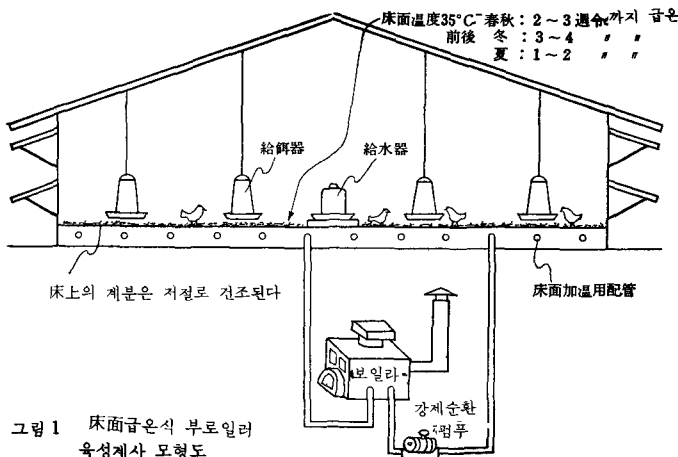 床面温度35°C 春秋 : 2 ~ 3 週令까지 급온
前後 冬 : 3 ~ 4 〃 〃
夏 : 1 ~ 2 〃 〃
給餌器
給水器
床上의 계분은 저절로 건조된다
床面加温用配管
보일라
강제순환
펌푸
그림 1 床面급온식 부로일러
육성계사 모형도